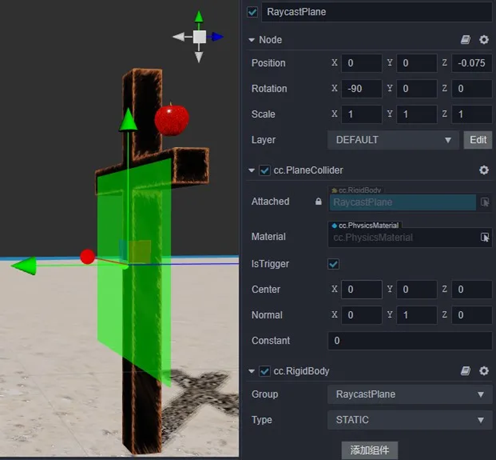 RaycastPlane
Node
Position X 0 Y 0 Z -0.075
Rotation X -90 Y 0 Z 0
Scale X 1 Y 1 Z 1
Layer DEFAULT Edit
cc.PlaneCollider
cc.RigidBody
Attached RaycastPlane
cc.PhysicsMaterial
Material cc.PhysicsMaterial
IsTrigger
Center X 0 Y 0 Z 0
Normal X 0 Y 1 Z 0
Constant 0
cc.RigidBody
Group RaycastPlane
Type STATIC
添加组件